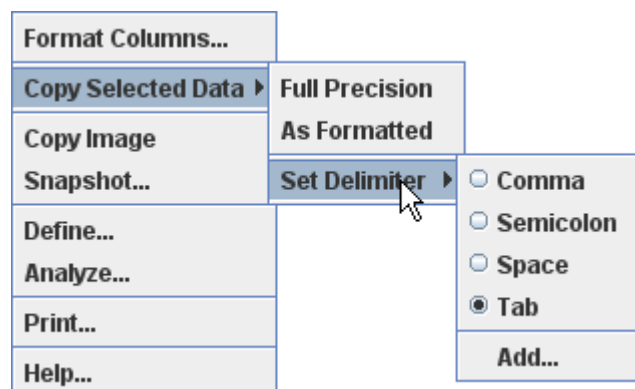 Format Columns...
Copy Selected Data
Copy Image
Snapshot...
Define...
Analyze...
Print...
Help...
Full Precision
As Formatted
Set Delimiter
Comma
Semicolon
Space
Tab
Add...